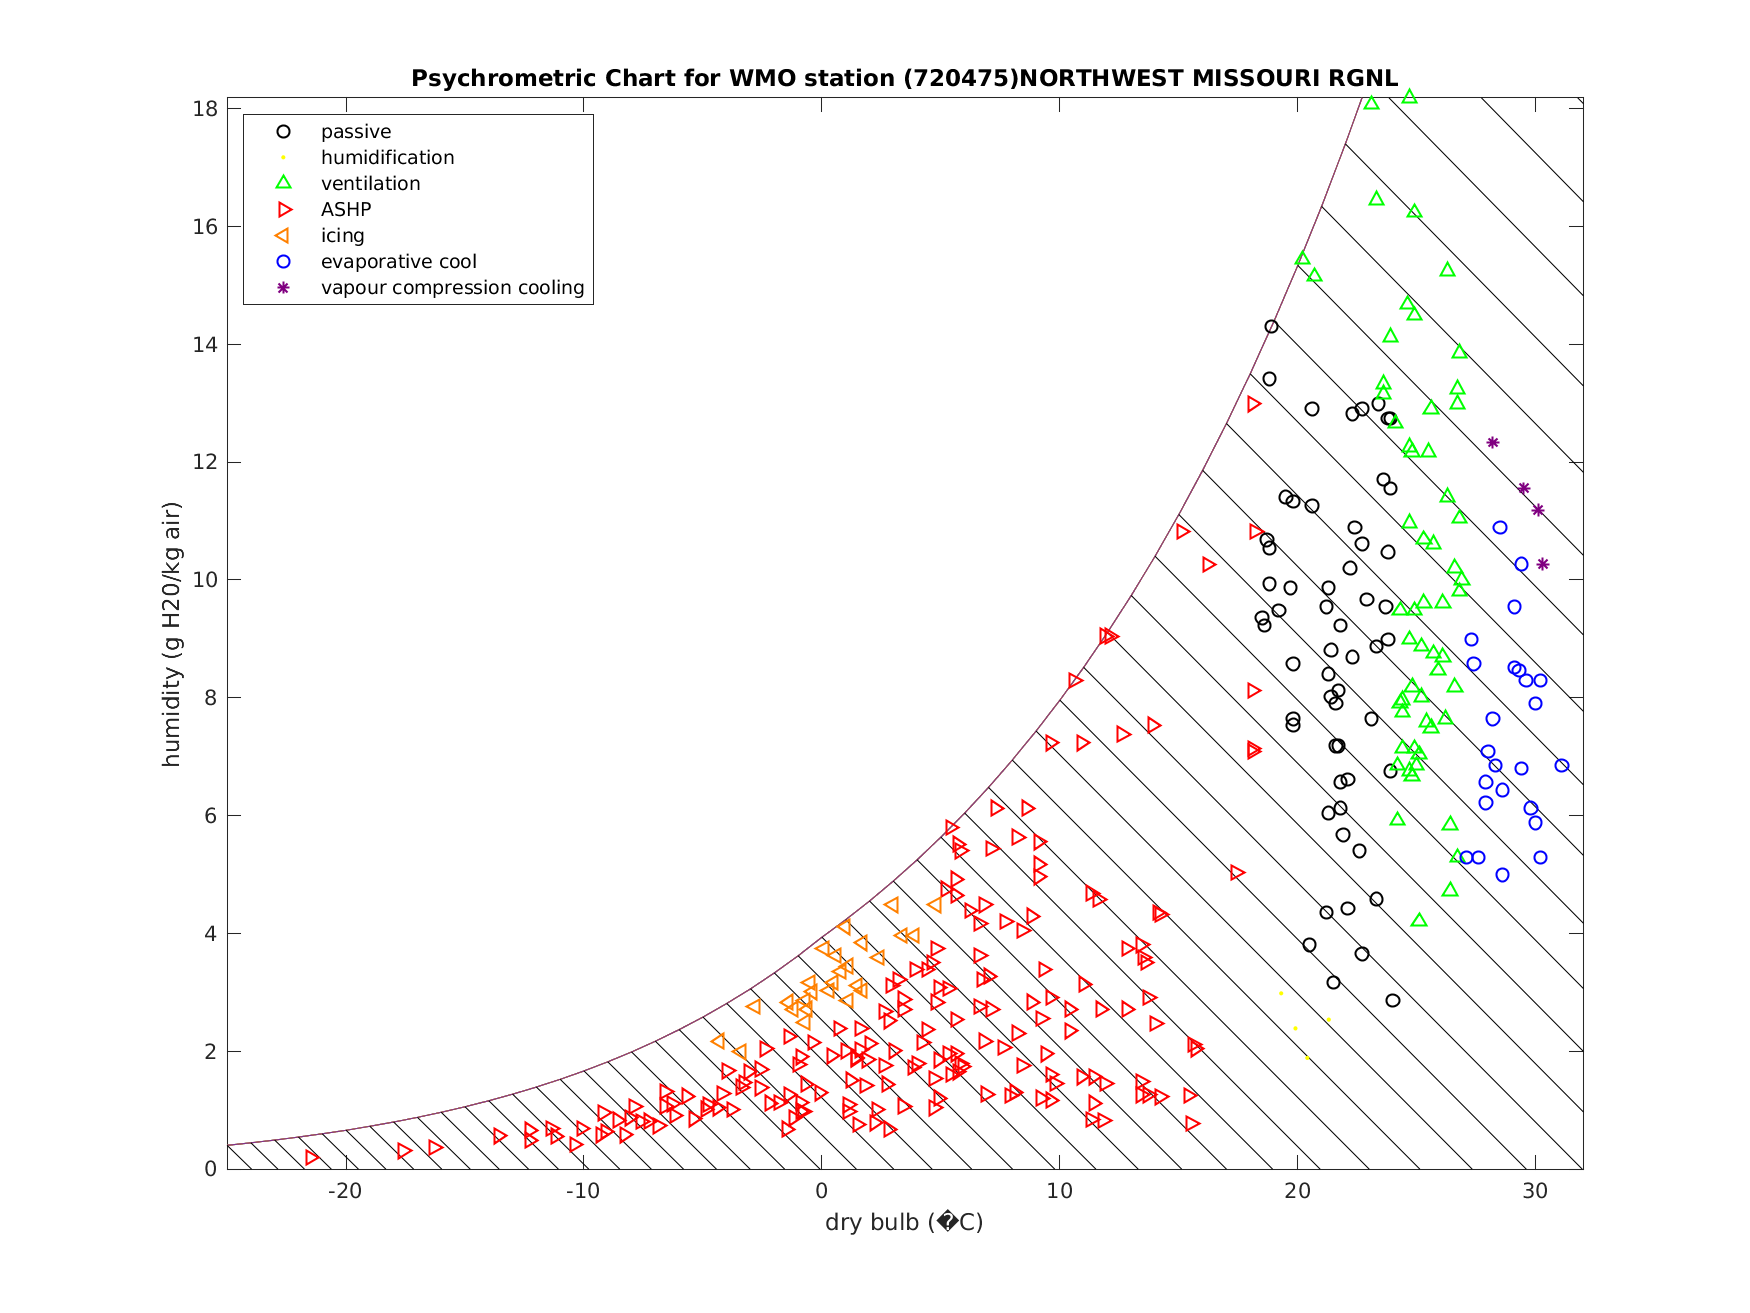 Psychrometric Chart for WMO station (720475)NORTHWEST MISSOURI RGNL
18
16
14
12
10
8
6
4
2
0
humidity (g H20/kg air)
passive
humidification
ventilation
ASHP
icing
evaporative cool
vapour compression cooling
-20 -10 0 10 20 30
dry bulb (�C)